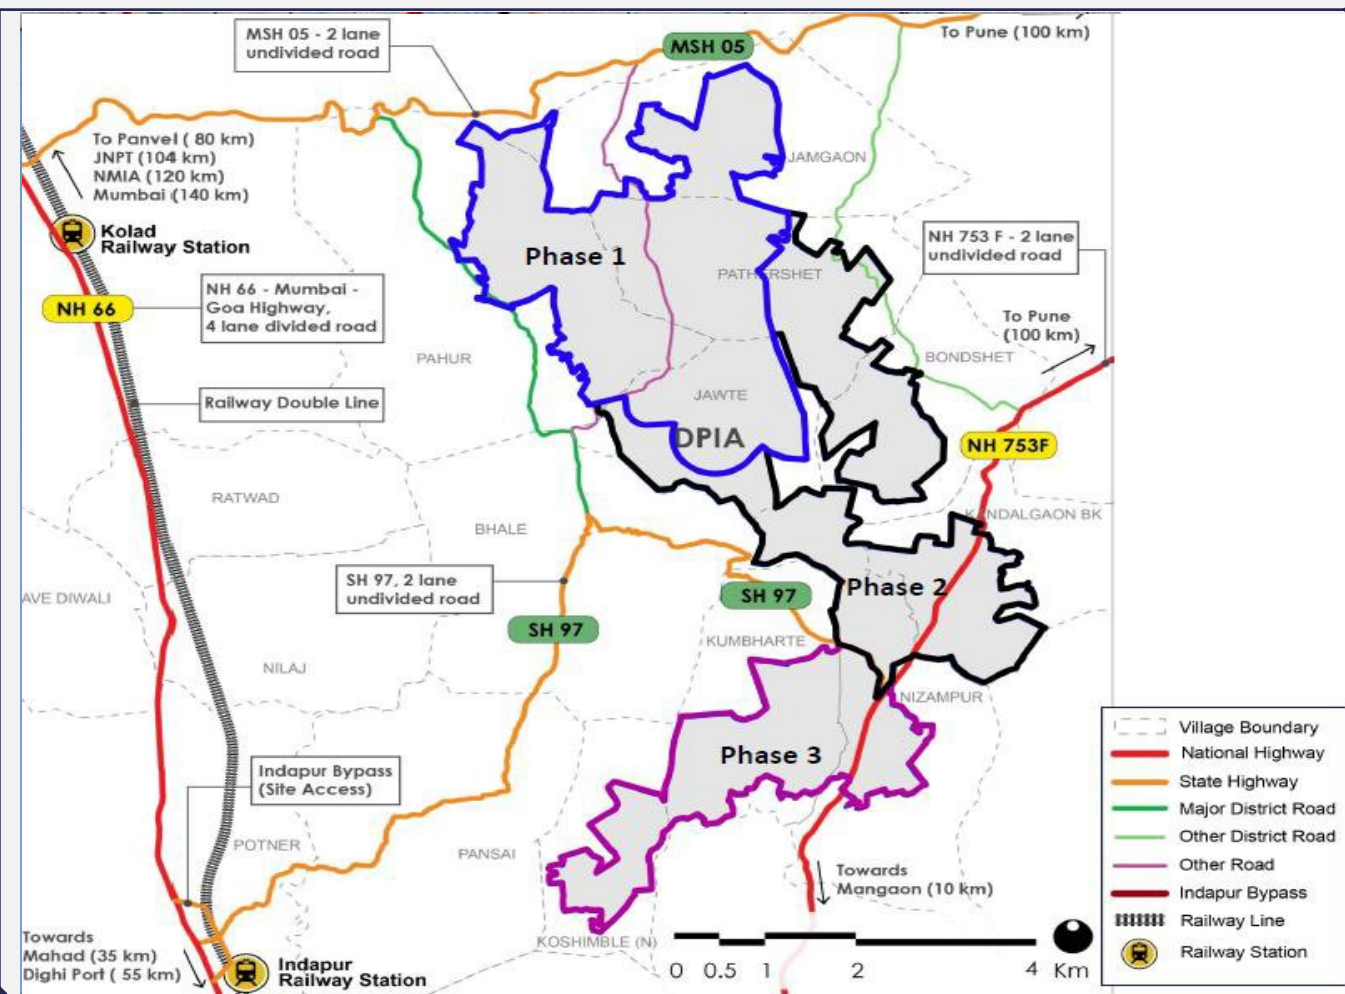 MSH 05 - 2 lane
undivided road
MSH 05
To Pune (100 km)
To Panvel ( 80 km)
JNPT (104 km)
NMIA (120 km)
Mumbai (140 km)
JAMGAON
Kolad
Railway Station
Phase 1
NH 753 F - 2 lane
undivided road
PATHERSHET
NH 66 - Mumbai -
Goa Highway,
4 lane divided road
NH 66
To Pune
(100 km)
PAHUR
BONDSHET
Railway Double Line
JAWTE
DPIA
NH 753F
RATWAD
BHALE
KANDALGAON BK
SH 97, 2 lane
undivided road
Phase 2
SH 97
AVE DIWALI
SH 97
KUMBHARTE
NILAJ
NIZAMPUR
Phase 3
Indapur Bypass
(Site Access)
POTNER
PANSAI
Towards
Mangaon (10 km)
KOSHIMBLE (N)
Towards
Mahad (35 km)
Dighi Port ( 55 km)
Indapur
Railway Station
0 0.5 1 2 4 Km
Village Boundary
National Highway
State Highway
Major District Road
Other District Road
Other Road
Indapur Bypass
Railway Line
Railway Station